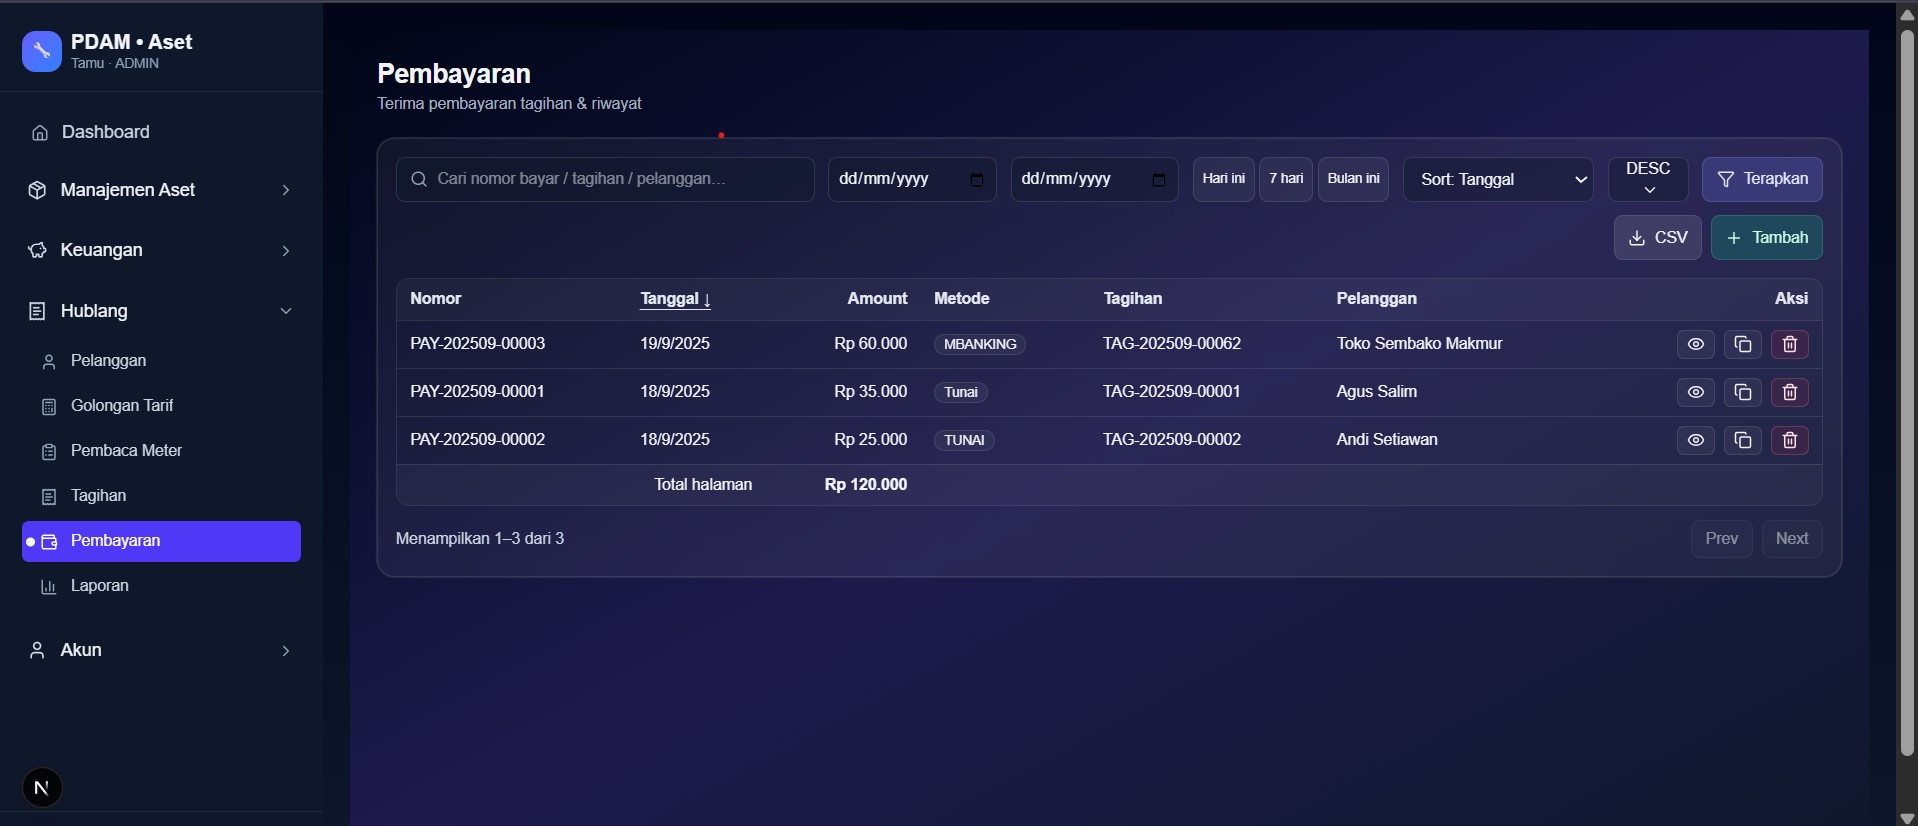 PDAM • Aset
Tamu · ADMIN
Dashboard
Manajemen Aset
Keuangan
Hublang
Pelanggan
Golongan Tarif
Pembaca Meter
Tagihan
Pembayaran
Laporan
Akun
N
Pembayaran
Terima pembayaran tagihan & riwayat
Cari nomor bayar / tagihan / pelanggan… dd/mm/yyyy dd/mm/yyyy Hari ini 7 hari Bulan ini Sort: Tanggal DESC Terapkan
CSV + Tambah
Nomor Tanggal ↓ Amount Metode Tagihan Pelanggan Aksi
PAY-202509-00003 19/9/2025 Rp 60.000 MBANKING TAG-202509-00062 Toko Sembako Makmur
PAY-202509-00001 18/9/2025 Rp 35.000 Tunai TAG-202509-00001 Agus Salim
PAY-202509-00002 18/9/2025 Rp 25.000 TUNAI TAG-202509-00002 Andi Setiawan
Total halaman Rp 120.000
Menampilkan 1–3 dari 3 Prev Next